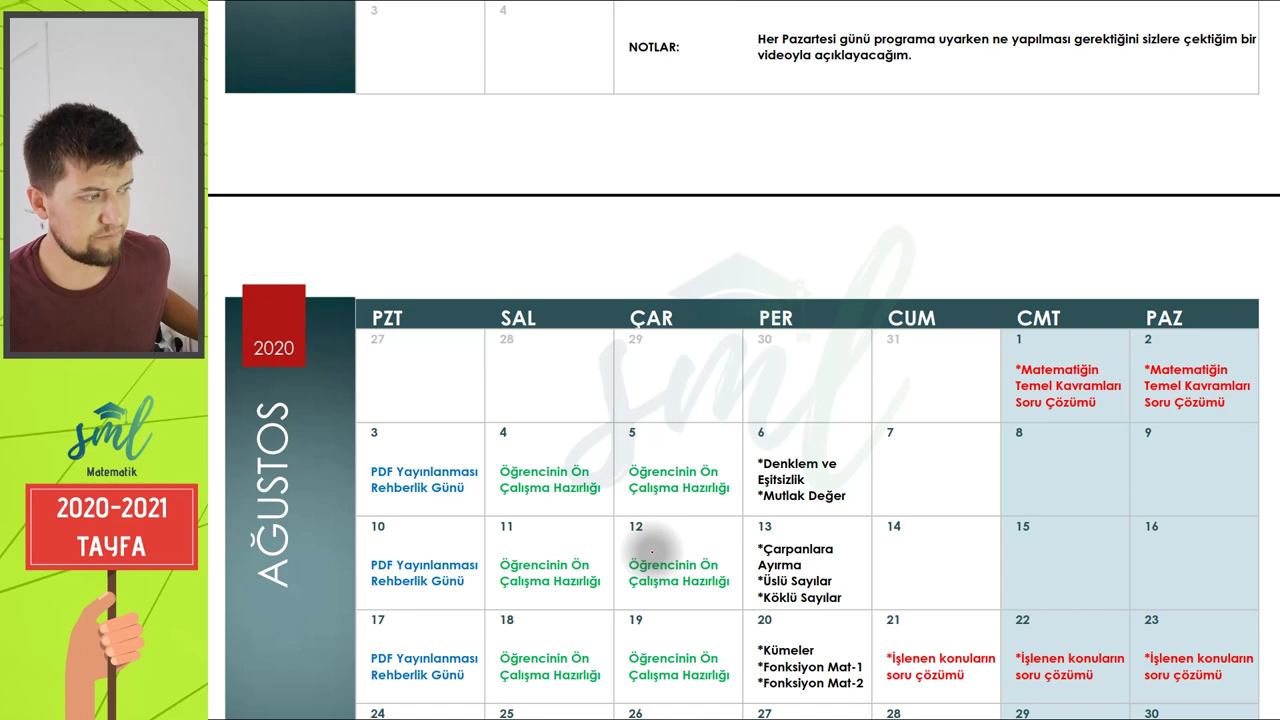 3
4
NOTLAR:
Her Pazartesi günü programa uyarken ne yapılması gerektiğini sizlere çektiğim bir
videoyla açıklayacağım.
sml
2020
AĞUSTOS
PZT SAL ÇAR PER CUM CMT PAZ
27 28 29 30 31 1 2
*Matematiğin
Temel Kavramları
Soru Çözümü
*Matematiğin
Temel Kavramları
Soru Çözümü
3 4 5 6 7 8 9
PDF Yayınlanması
Rehberlik Günü
Öğrencinin Ön
Çalışma Hazırlığı
Öğrencinin Ön
Çalışma Hazırlığı
*Denklem ve
Eşitsizlik
*Mutlak Değer
10 11 12 13 14 15 16
PDF Yayınlanması
Rehberlik Günü
Öğrencinin Ön
Çalışma Hazırlığı
Öğrencinin Ön
Çalışma Hazırlığı
*Çarpanlara
Ayırma
*Üslü Sayılar
*Köklü Sayılar
17 18 19 20 21 22 23
PDF Yayınlanması
Rehberlik Günü
Öğrencinin Ön
Çalışma Hazırlığı
Öğrencinin Ön
Çalışma Hazırlığı
*Kümeler
*Fonksiyon Mat-1
*Fonksiyon Mat-2
*İşlenen konuların
soru çözümü
*İşlenen konuların
soru çözümü
*İşlenen konuların
soru çözümü
24 25 26 27 28 29 30
sml
Matematik
2020-2021
TAYFA